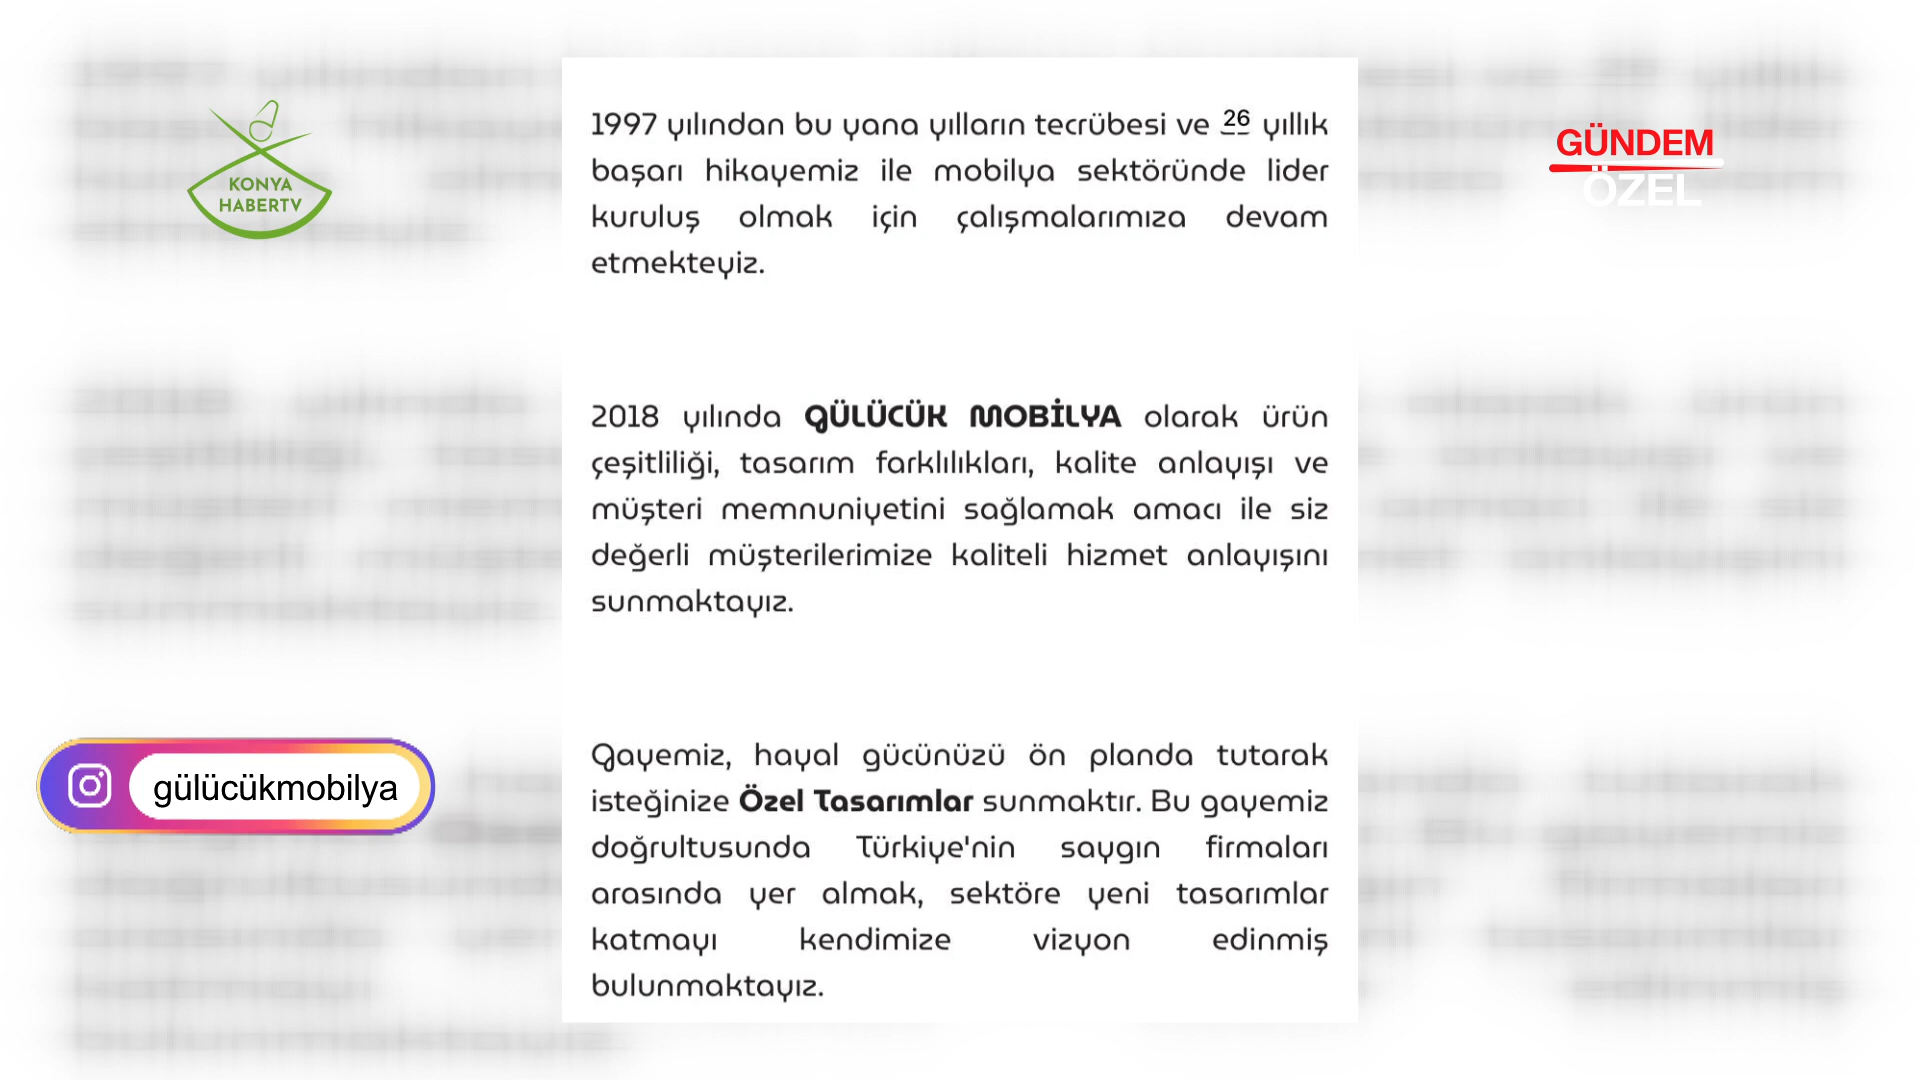 KONYA
HABERTV
GÜNDEM
ÖZEL
1997 yılından bu yana yılların tecrübesi ve 26 yıllık
başarı hikayemiz ile mobilya sektöründe lider
kuruluş olmak için çalışmalarımıza devam
etmekteyiz.
2018 yılında GÜLÜCÜK MOBİLYA olarak ürün
çeşitliliği, tasarım farklılıkları, kalite anlayışı ve
müşteri memnuniyetini sağlamak amacı ile siz
değerli müşterilerimize kaliteli hizmet anlayışını
sunmaktayız.
Gayemiz, hayal gücünüzü ön planda tutarak
isteğinize Özel Tasarımlar sunmaktır. Bu gayemiz
doğrultusunda Türkiye'nin saygın firmaları
arasında yer almak, sektöre yeni tasarımlar
katmayı kendimize vizyon edinmiş
bulunmaktayız.
gülücükmobilya